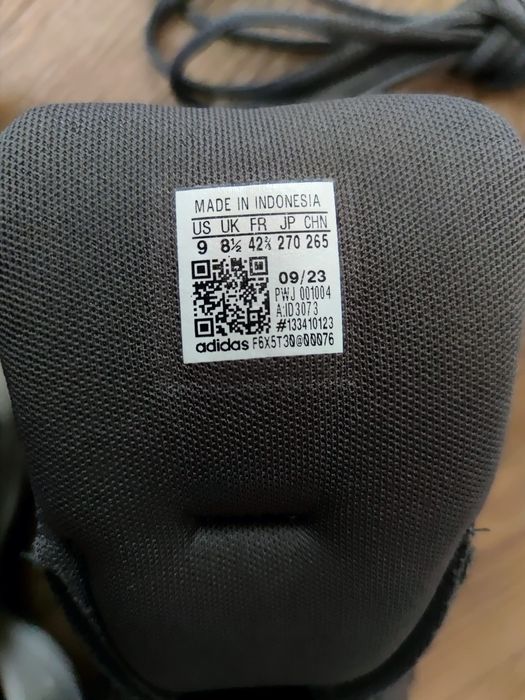 MADE IN INDONESIA
US UK FR JP CHN
9 8½ 42⅔ 270 265
09/23
PWJ 001004
A:ID3073
#133410123
adidas F6X5T30@00076